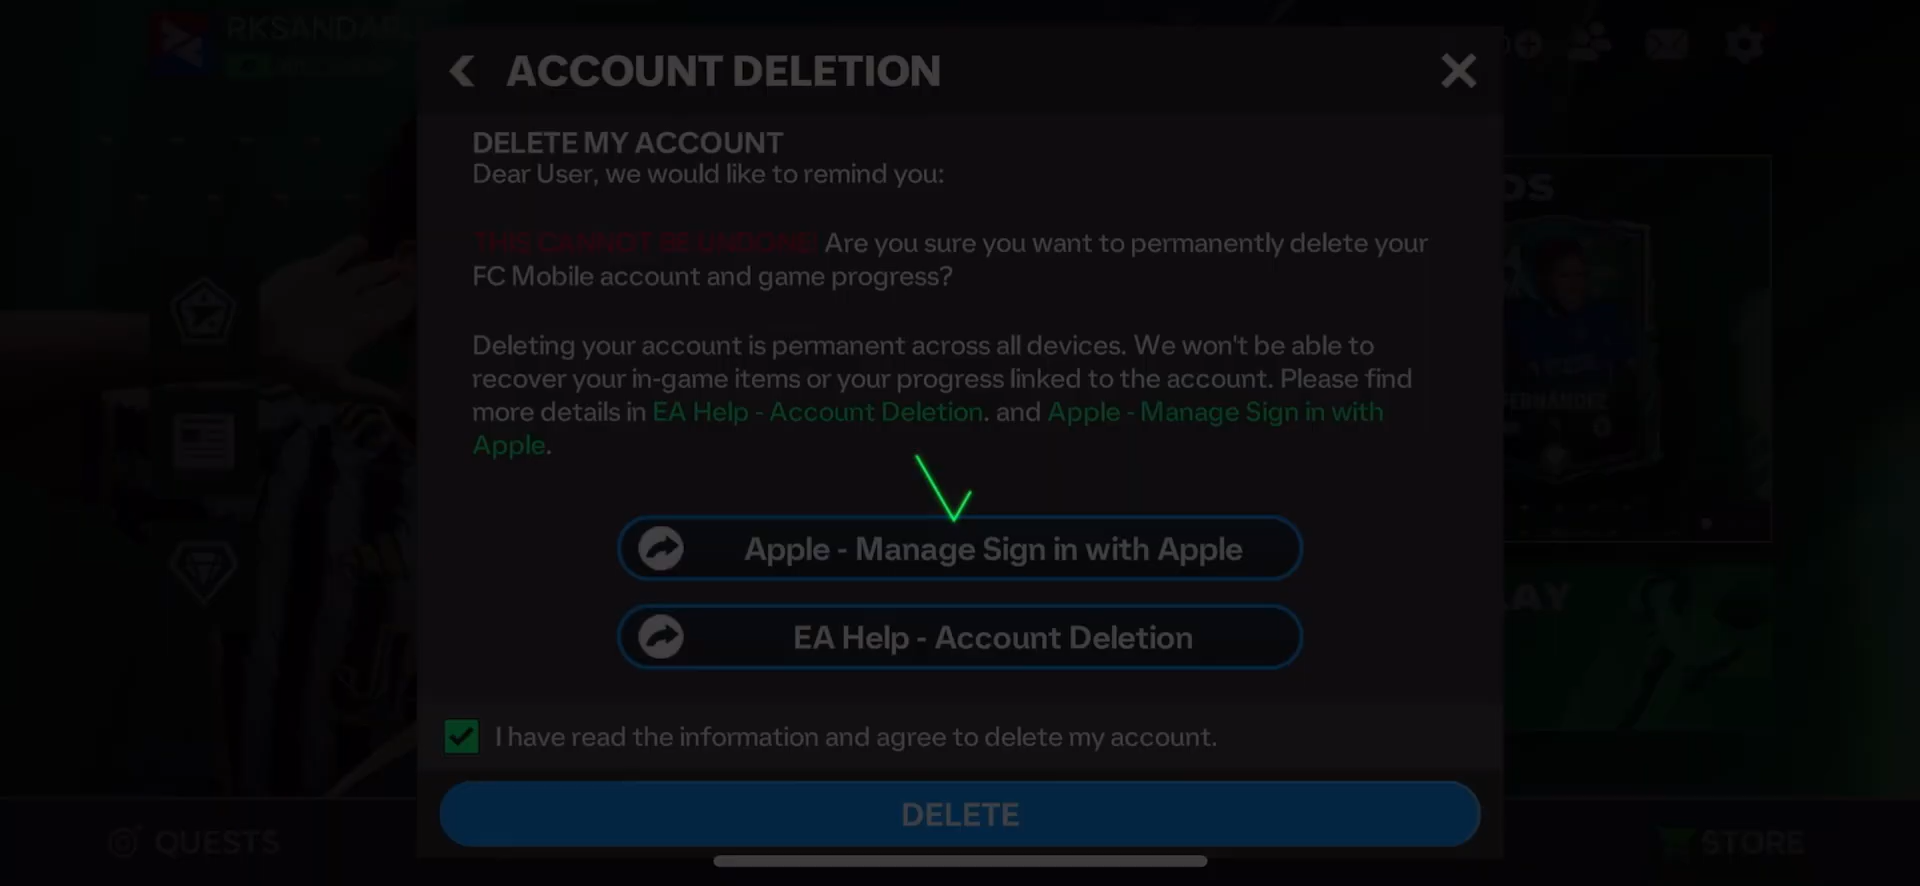 ACCOUNT DELETION
DELETE MY ACCOUNT
Dear User, we would like to remind you:
THIS CANNOT BE UNDONE! Are you sure you want to permanently delete your
FC Mobile account and game progress?
Deleting your account is permanent across all devices. We won't be able to
recover your in-game items or your progress linked to the account. Please find
more details in EA Help - Account Deletion. and Apple - Manage Sign in with
Apple.
Apple - Manage Sign in with Apple
EA Help - Account Deletion
I have read the information and agree to delete my account.
DELETE
QUESTS
STORE